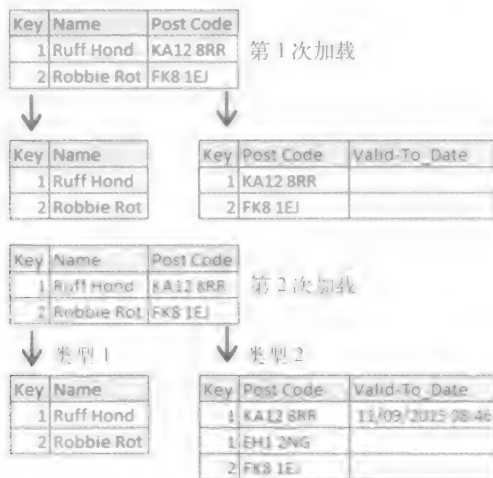 Key Name Post Code
1 Ruff Hond KA12 8RR
2 Robbie Rot FK8 1EJ
第1次加载
Key Name
1 Ruff Hond
2 Robbie Rot
Key Post Code Valid-To_Date
1 KA12 8RR
2 FK8 1EJ
Key Name Post Code
1 Ruff Hond KA12 8RR
2 Robbie Rot FK8 1EJ
第2次加载
类型1
类型2
Key Name
1 Ruff Hond
2 Robbie Rot
Key Post Code Valid-To_Date
1 KA12 8RR 11/09/2015 08:46
1 EH1 2NG
2 FK8 1EJ